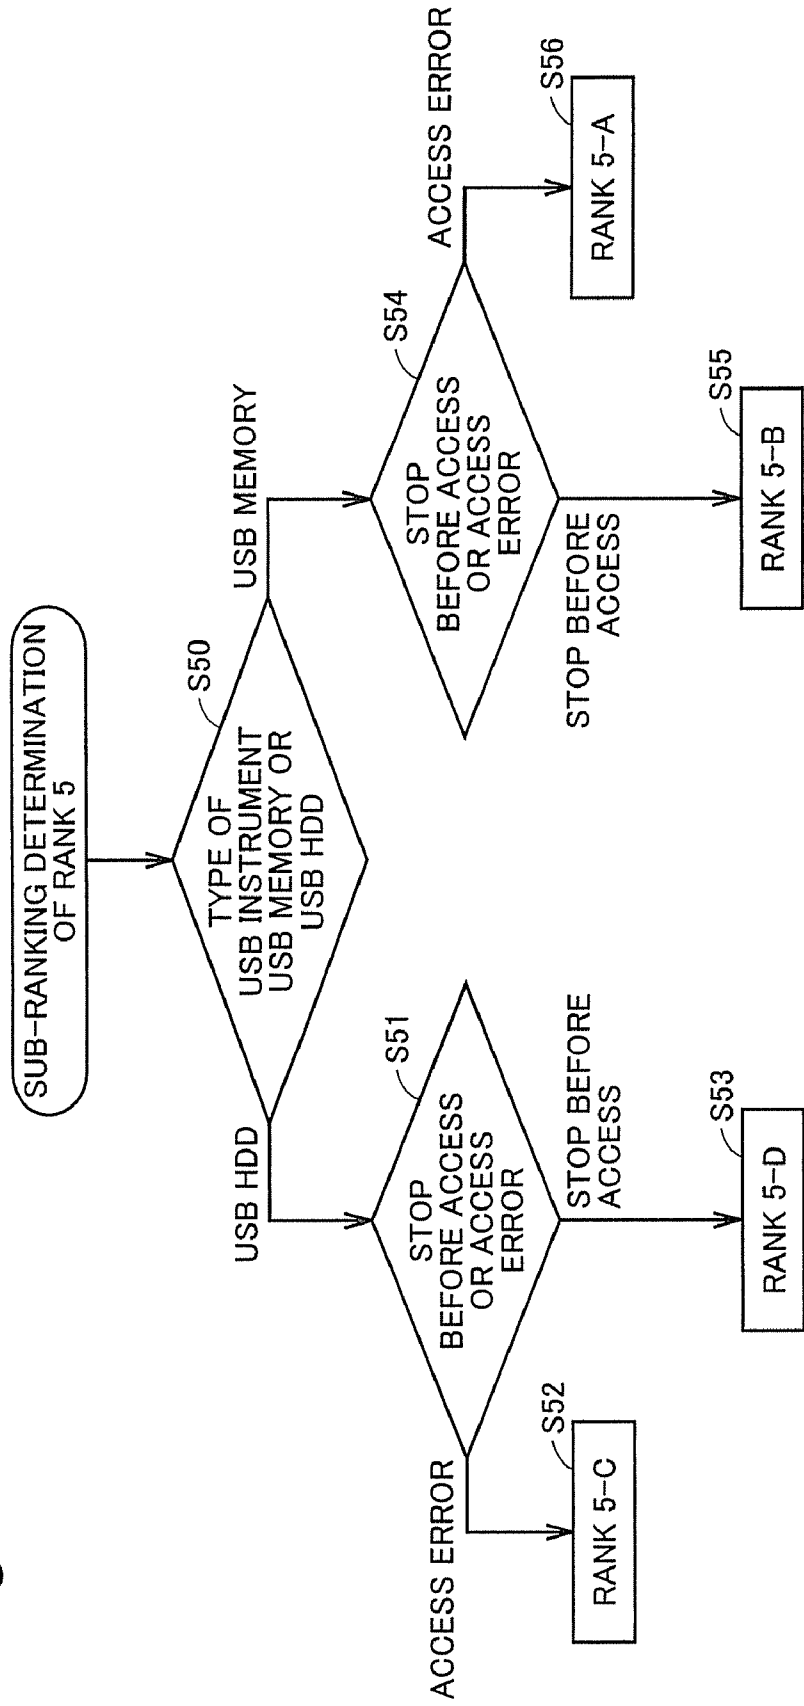 SUB-RANKING DETERMINATION
OF RANK 5
S50
TYPE OF
USB INSTRUMENT
USB MEMORY OR
USB HDD
USB HDD
USB MEMORY
S51
STOP
BEFORE ACCESS
OR ACCESS
ERROR
S54
STOP
BEFORE ACCESS
OR ACCESS
ERROR
ACCESS ERROR
STOP BEFORE
ACCESS
STOP BEFORE
ACCESS
ACCESS ERROR
S52
RANK 5-C
S56
RANK 5-A
S53
RANK 5-D
S55
RANK 5-B